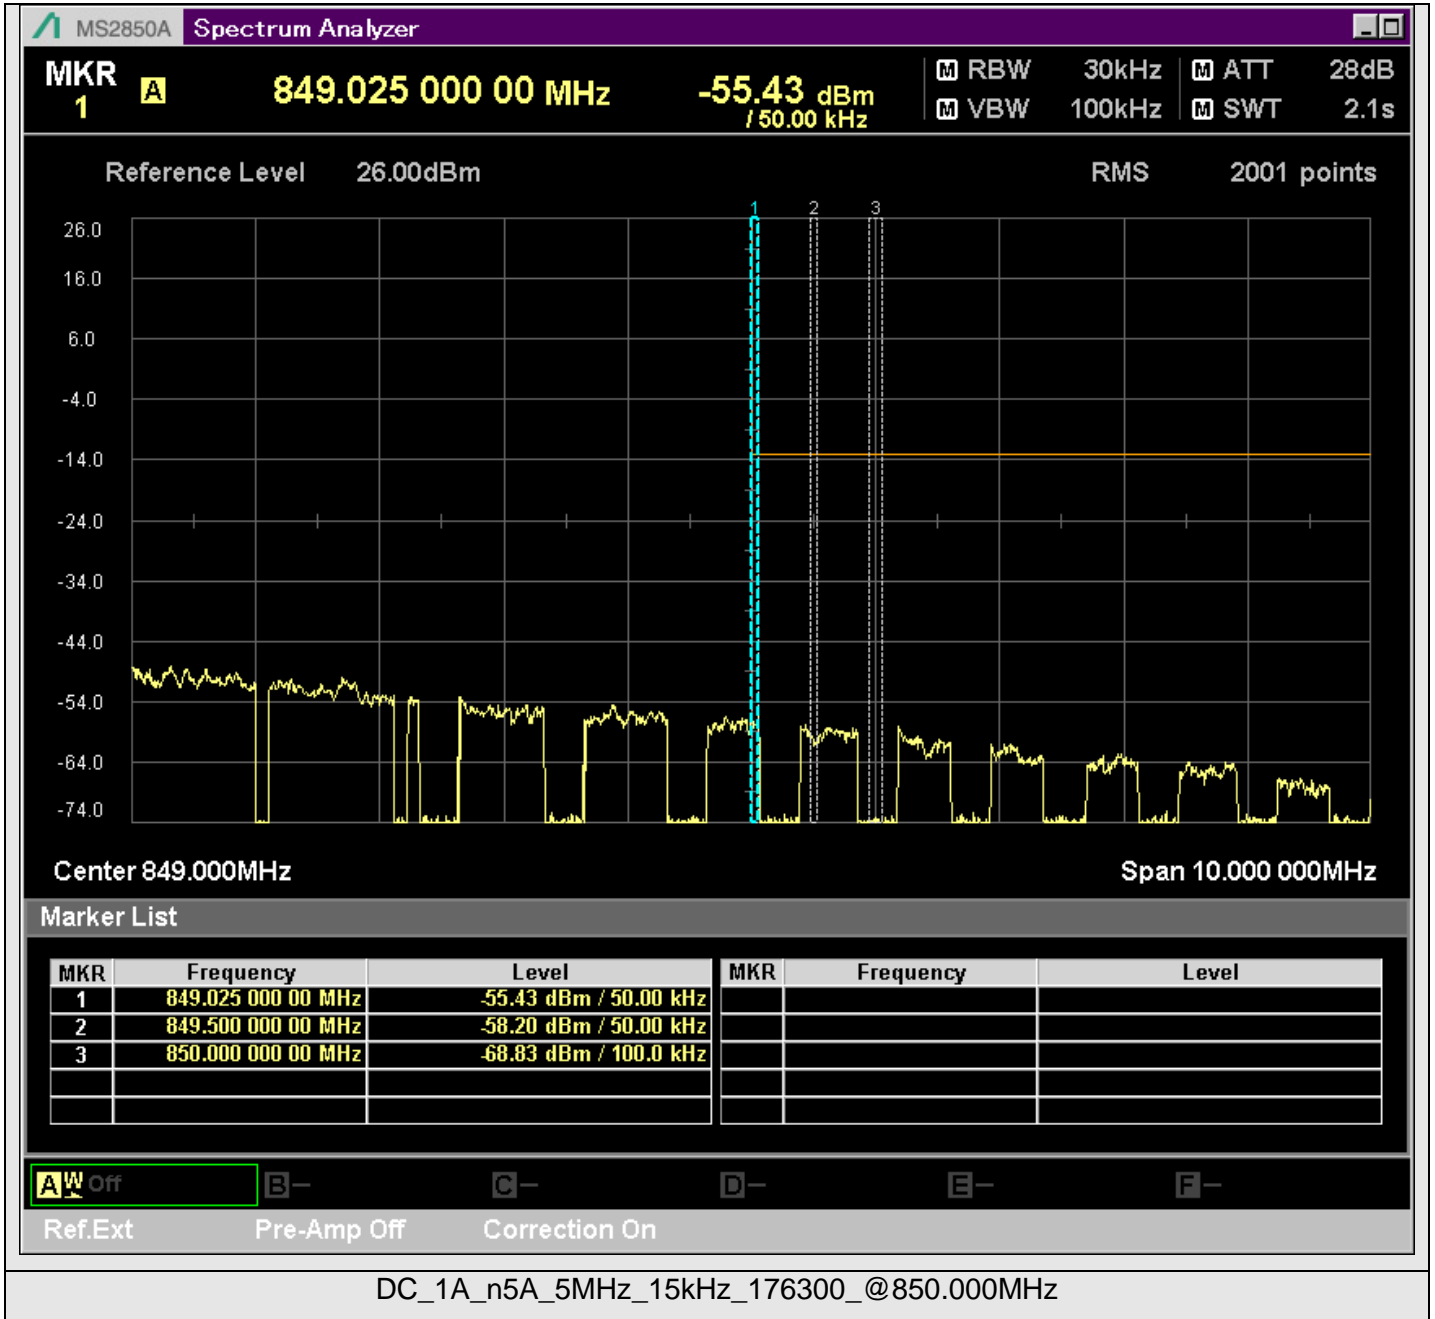 MS2850A Spectrum Analyzer
MKR 1 A 849.025 000 00 MHz -55.43 dBm / 50.00 kHz
M RBW 30kHz M ATT 28dB
M VBW 100kHz M SWT 2.1s
Reference Level 26.00dBm RMS 2001 points
1 2 3
26.0
16.0
6.0
-4.0
-14.0
-24.0
-34.0
-44.0
-54.0
-64.0
-74.0
Center 849.000MHz Span 10.000 000MHz
Marker List
MKR Frequency Level MKR Frequency Level
1 849.025 000 00 MHz -55.43 dBm / 50.00 kHz
2 849.500 000 00 MHz -58.20 dBm / 50.00 kHz
3 850.000 000 00 MHz -68.83 dBm / 100.0 kHz
A W Off B — C — D — E — F —
Ref.Ext Pre-Amp Off Correction On
DC_1A_n5A_5MHz_15kHz_176300_@850.000MHz